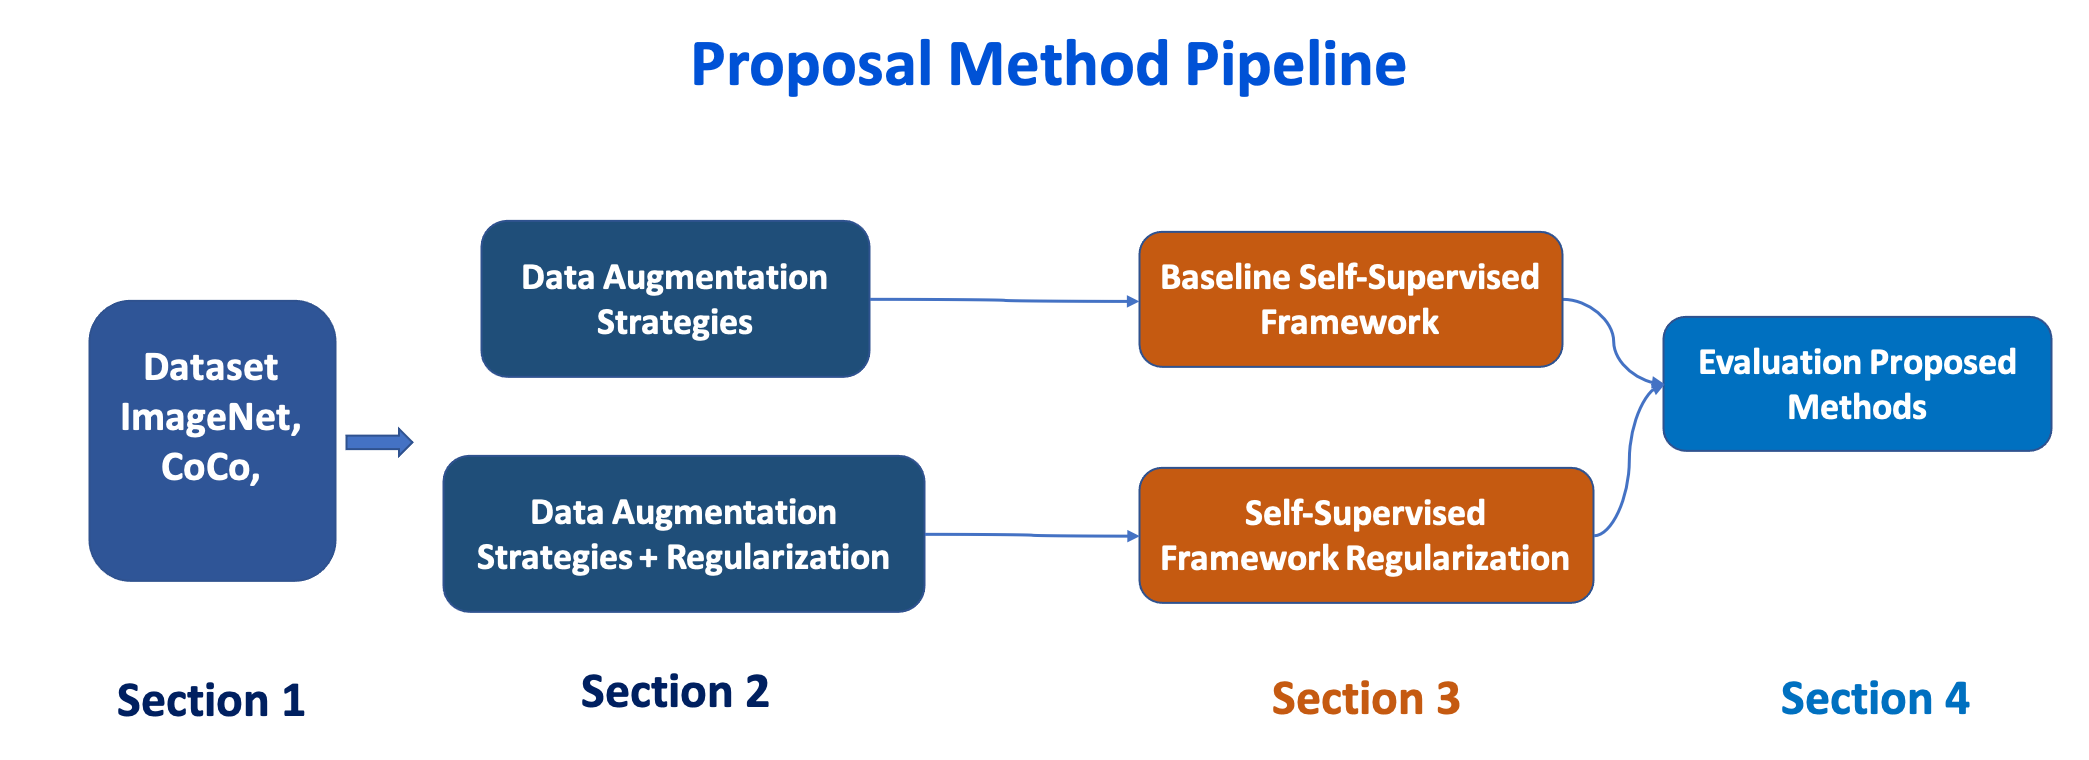 Proposal Method Pipeline
Dataset
ImageNet,
CoCo,
Data Augmentation
Strategies
Data Augmentation
Strategies + Regularization
Baseline Self-Supervised
Framework
Self-Supervised
Framework Regularization
Evaluation Proposed
Methods
Section 1
Section 2
Section 3
Section 4